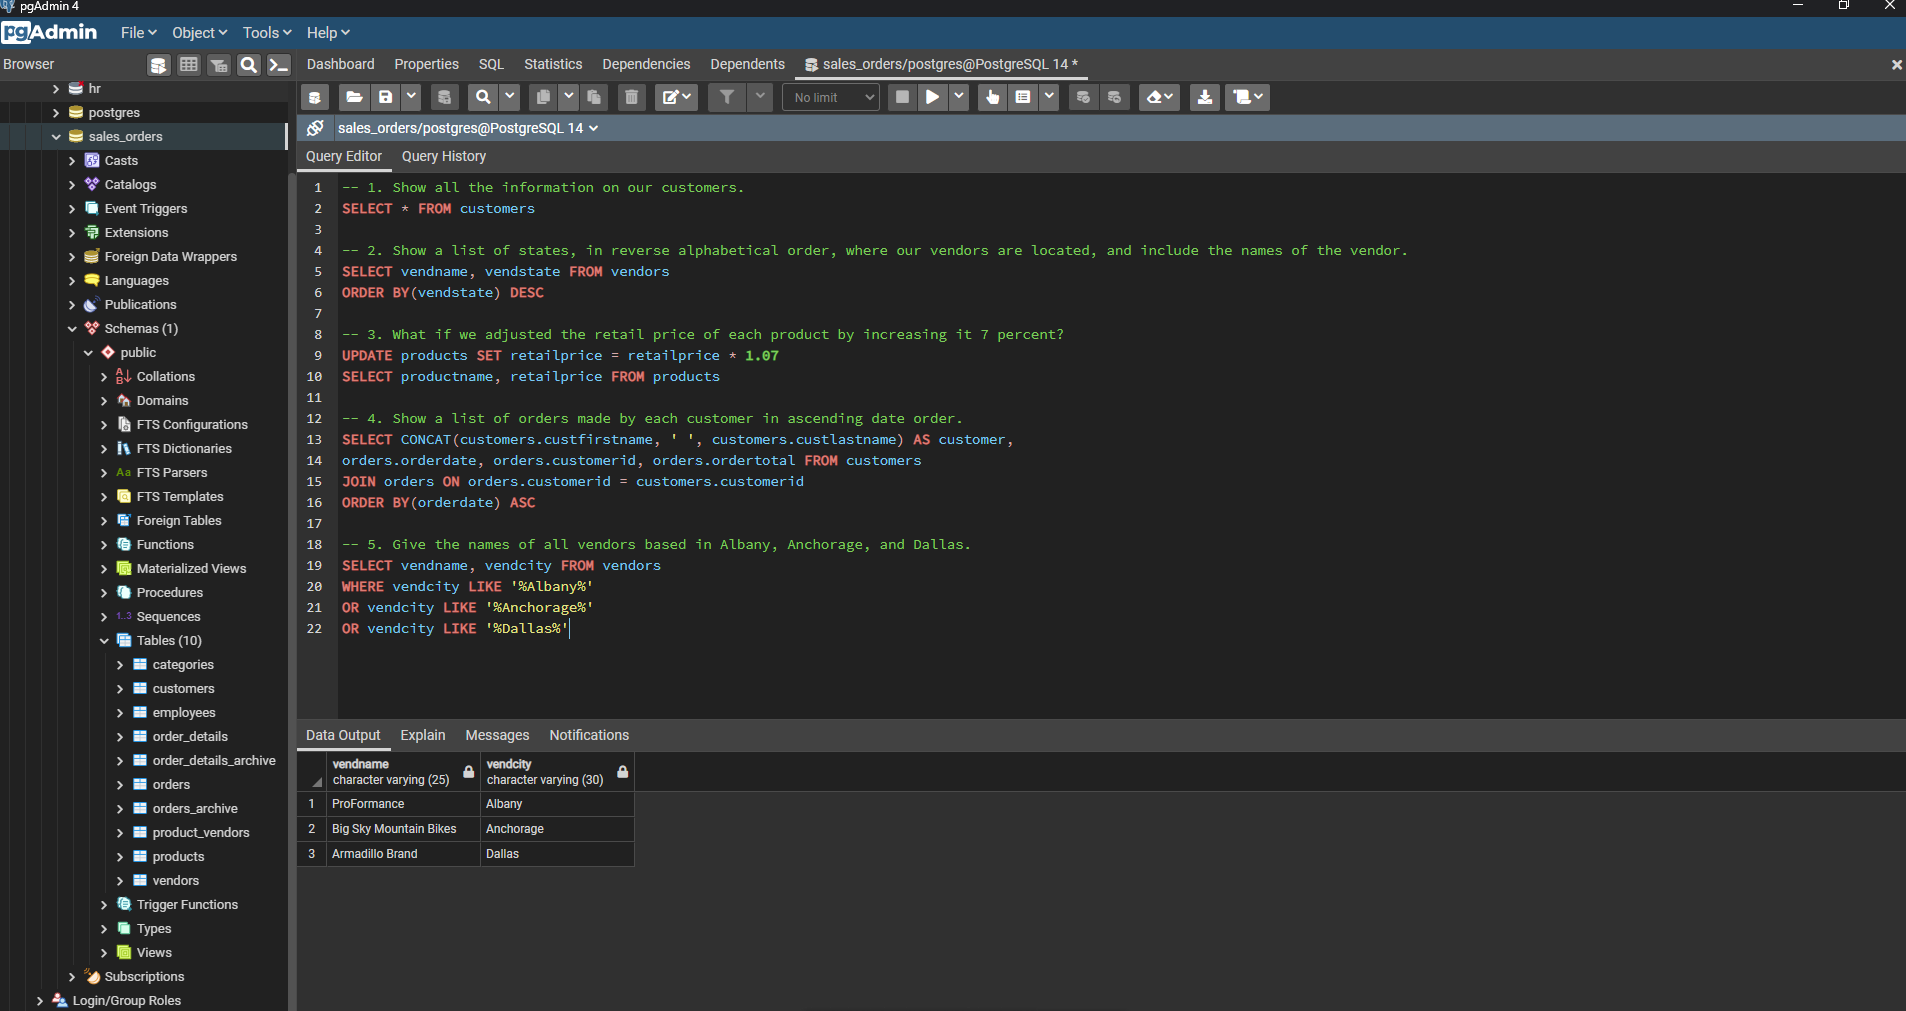 pgAdmin 4
pgAdmin File Object Tools Help
Browser
Dashboard Properties SQL Statistics Dependencies Dependents sales_orders/postgres@PostgreSQL 14 *
No limit
sales_orders/postgres@PostgreSQL 14
Query Editor Query History
hr
postgres
sales_orders
Casts
Catalogs
Event Triggers
Extensions
Foreign Data Wrappers
Languages
Publications
Schemas (1)
public
Collations
Domains
FTS Configurations
FTS Dictionaries
Aa FTS Parsers
FTS Templates
Foreign Tables
Functions
Materialized Views
Procedures
1..3 Sequences
Tables (10)
categories
customers
employees
order_details
order_details_archive
orders
orders_archive
product_vendors
products
vendors
Trigger Functions
Types
Views
Subscriptions
Login/Group Roles
1 -- 1. Show all the information on our customers.
2 SELECT * FROM customers
3
4 -- 2. Show a list of states, in reverse alphabetical order, where our vendors are located, and include the names of the vendor.
5 SELECT vendname, vendstate FROM vendors
6 ORDER BY(vendstate) DESC
7
8 -- 3. What if we adjusted the retail price of each product by increasing it 7 percent?
9 UPDATE products SET retailprice = retailprice * 1.07
10 SELECT productname, retailprice FROM products
11
12 -- 4. Show a list of orders made by each customer in ascending date order.
13 SELECT CONCAT(customers.custfirstname, ' ', customers.custlastname) AS customer,
14 orders.orderdate, orders.customerid, orders.ordertotal FROM customers
15 JOIN orders ON orders.customerid = customers.customerid
16 ORDER BY(orderdate) ASC
17
18 -- 5. Give the names of all vendors based in Albany, Anchorage, and Dallas.
19 SELECT vendname, vendcity FROM vendors
20 WHERE vendcity LIKE '%Albany%'
21 OR vendcity LIKE '%Anchorage%'
22 OR vendcity LIKE '%Dallas%'
Data Output Explain Messages Notifications
vendname vendcity
character varying (25) character varying (30)
1 ProFormance Albany
2 Big Sky Mountain Bikes Anchorage
3 Armadillo Brand Dallas